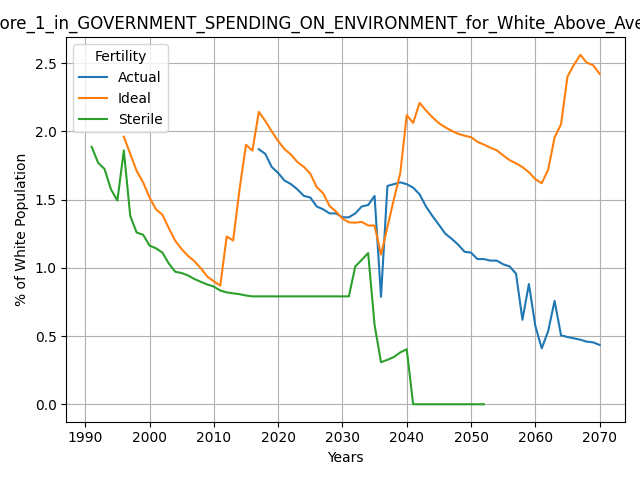 ore_1_in_GOVERNMENT_SPENDING_ON_ENVIRONMENT_for_White_Above_Ave
Fertility
Actual
Ideal
Sterile
% of White Population
2.5
2.0
1.5
1.0
0.5
0.0
1990 2000 2010 2020 2030 2040 2050 2060 2070
Years